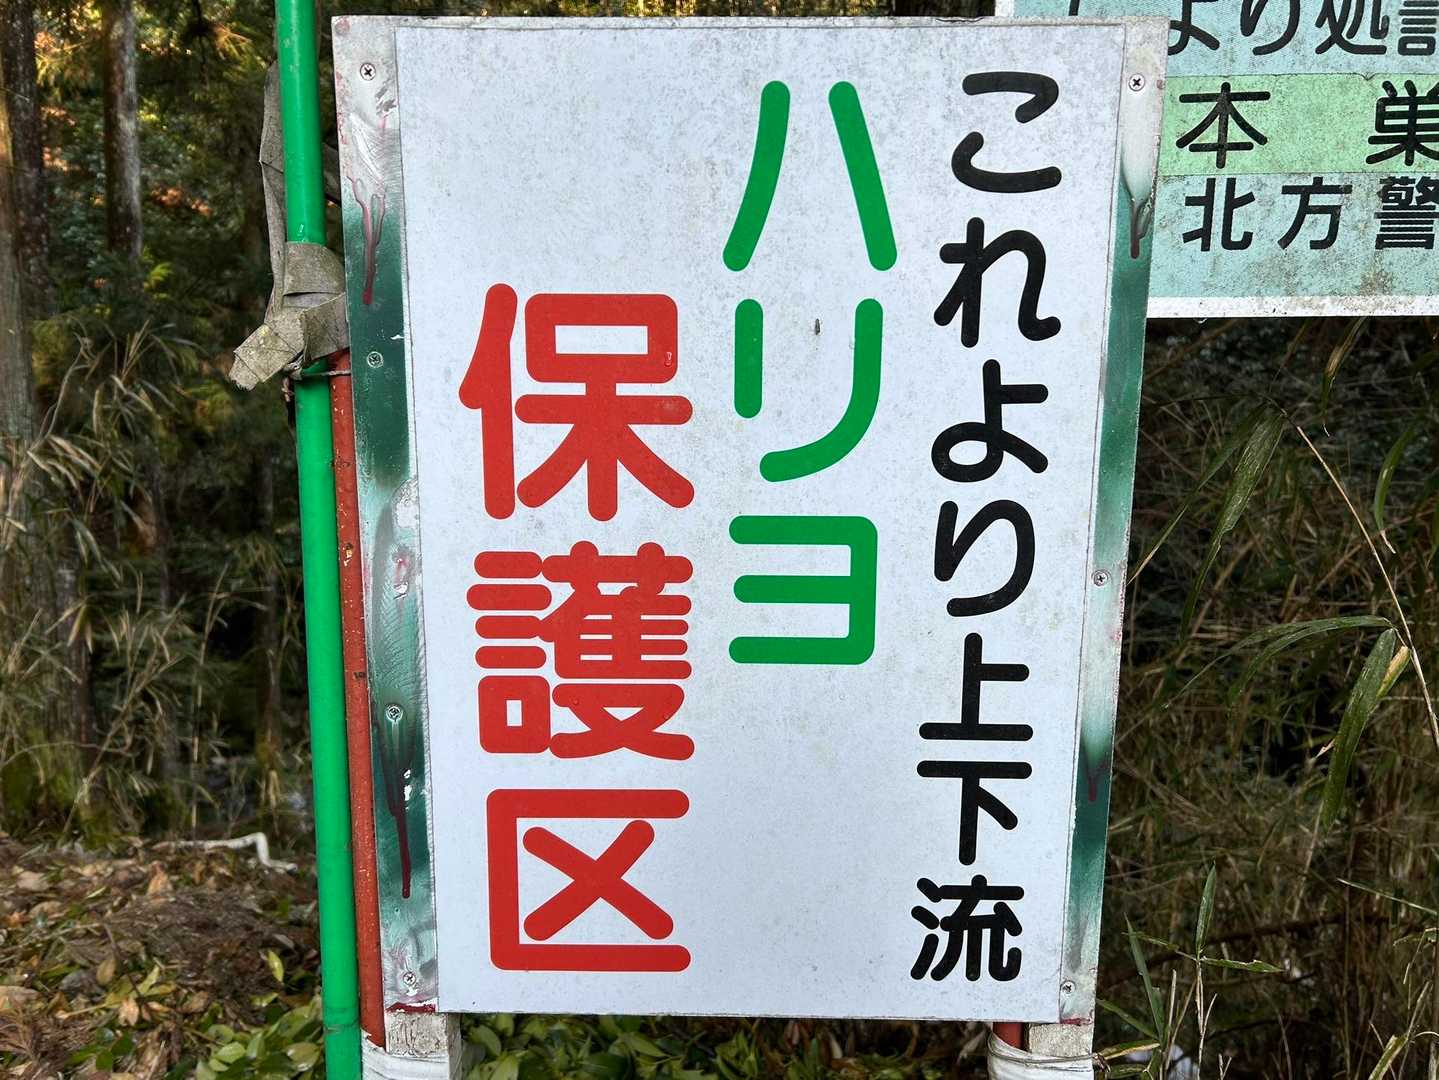 これより上下流
ハリヨ
保護区
より処
本巣
北方警